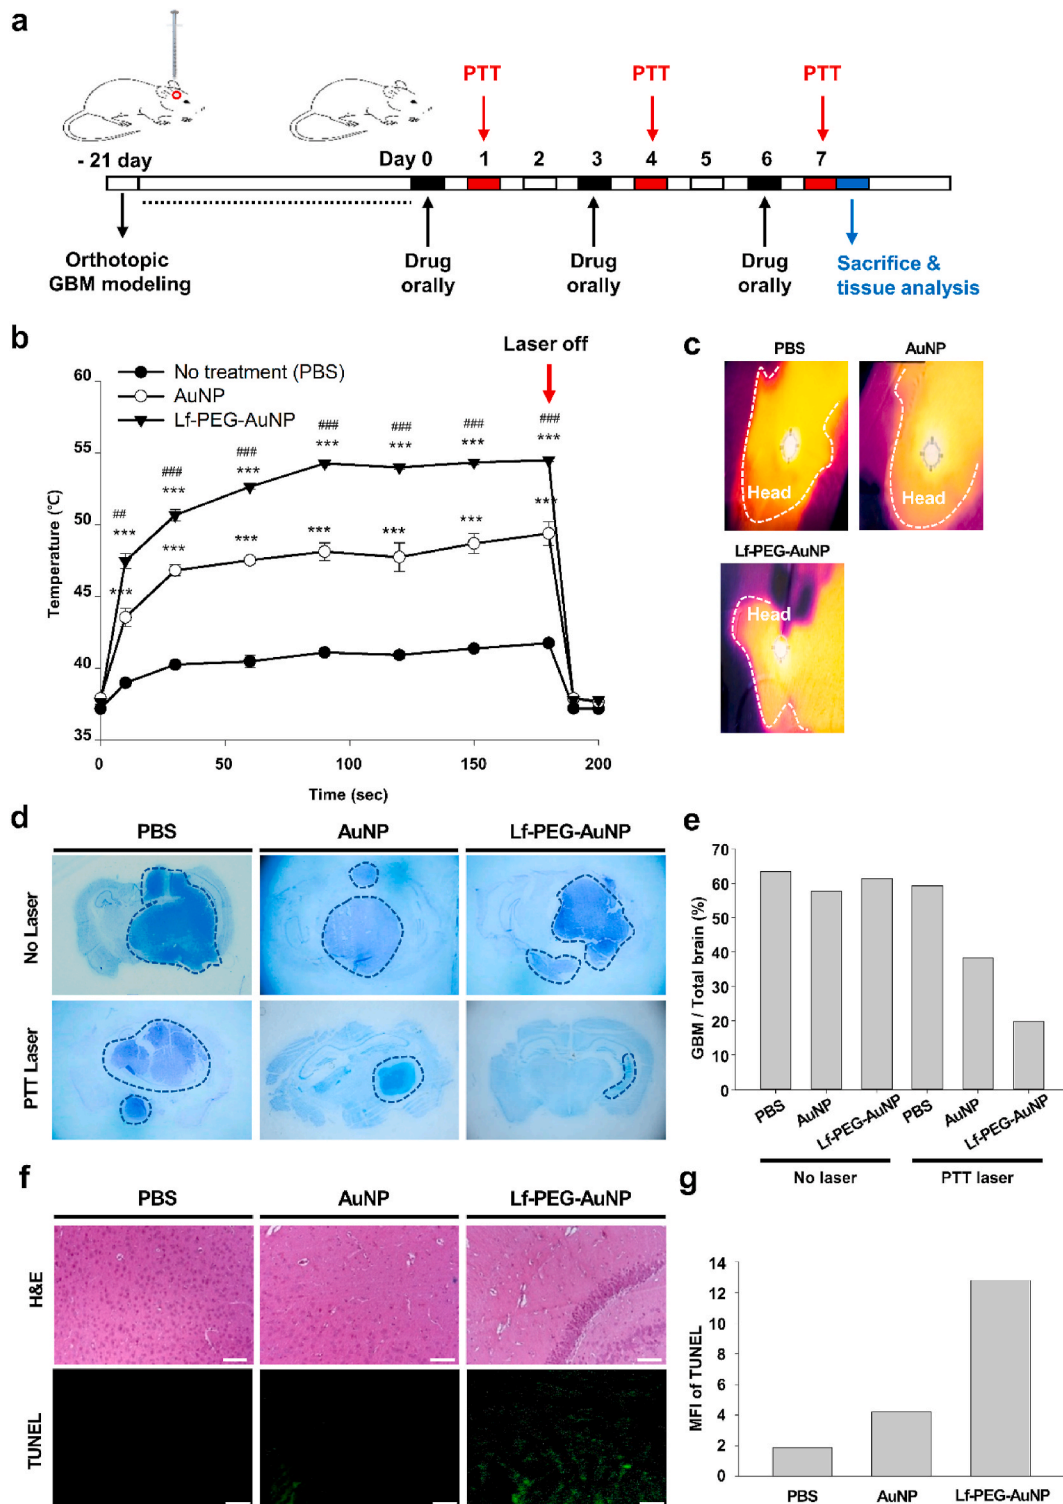 a
PTT PTT PTT
- 21 day Day 0 1 2 3 4 5 6 7
Orthotopic
GBM modeling
Drug
orally
Drug
orally
Drug
orally
Sacrifice &
tissue analysis
b
Laser off
No treatment (PBS)
AuNP
Lf-PEG-AuNP
60
55
50
45
40
35
Temperature (℃)
## *** ***
### *** ***
### *** ***
### *** ***
### *** ***
### *** ***
### *** ***
0 50 100 150 200
Time (sec)
c
PBS AuNP
Head Head
Lf-PEG-AuNP
Head
d
PBS AuNP Lf-PEG-AuNP
No Laser
PTT Laser
e
70
60
50
40
30
20
10
0
GBM / Total brain (%)
PBS AuNP Lf-PEG-AuNP PBS AuNP Lf-PEG-AuNP
No laser PTT laser
f
PBS AuNP Lf-PEG-AuNP
H&E
TUNEL
g
14
12
10
8
6
4
2
0
MFI of TUNEL
PBS AuNP Lf-PEG-AuNP